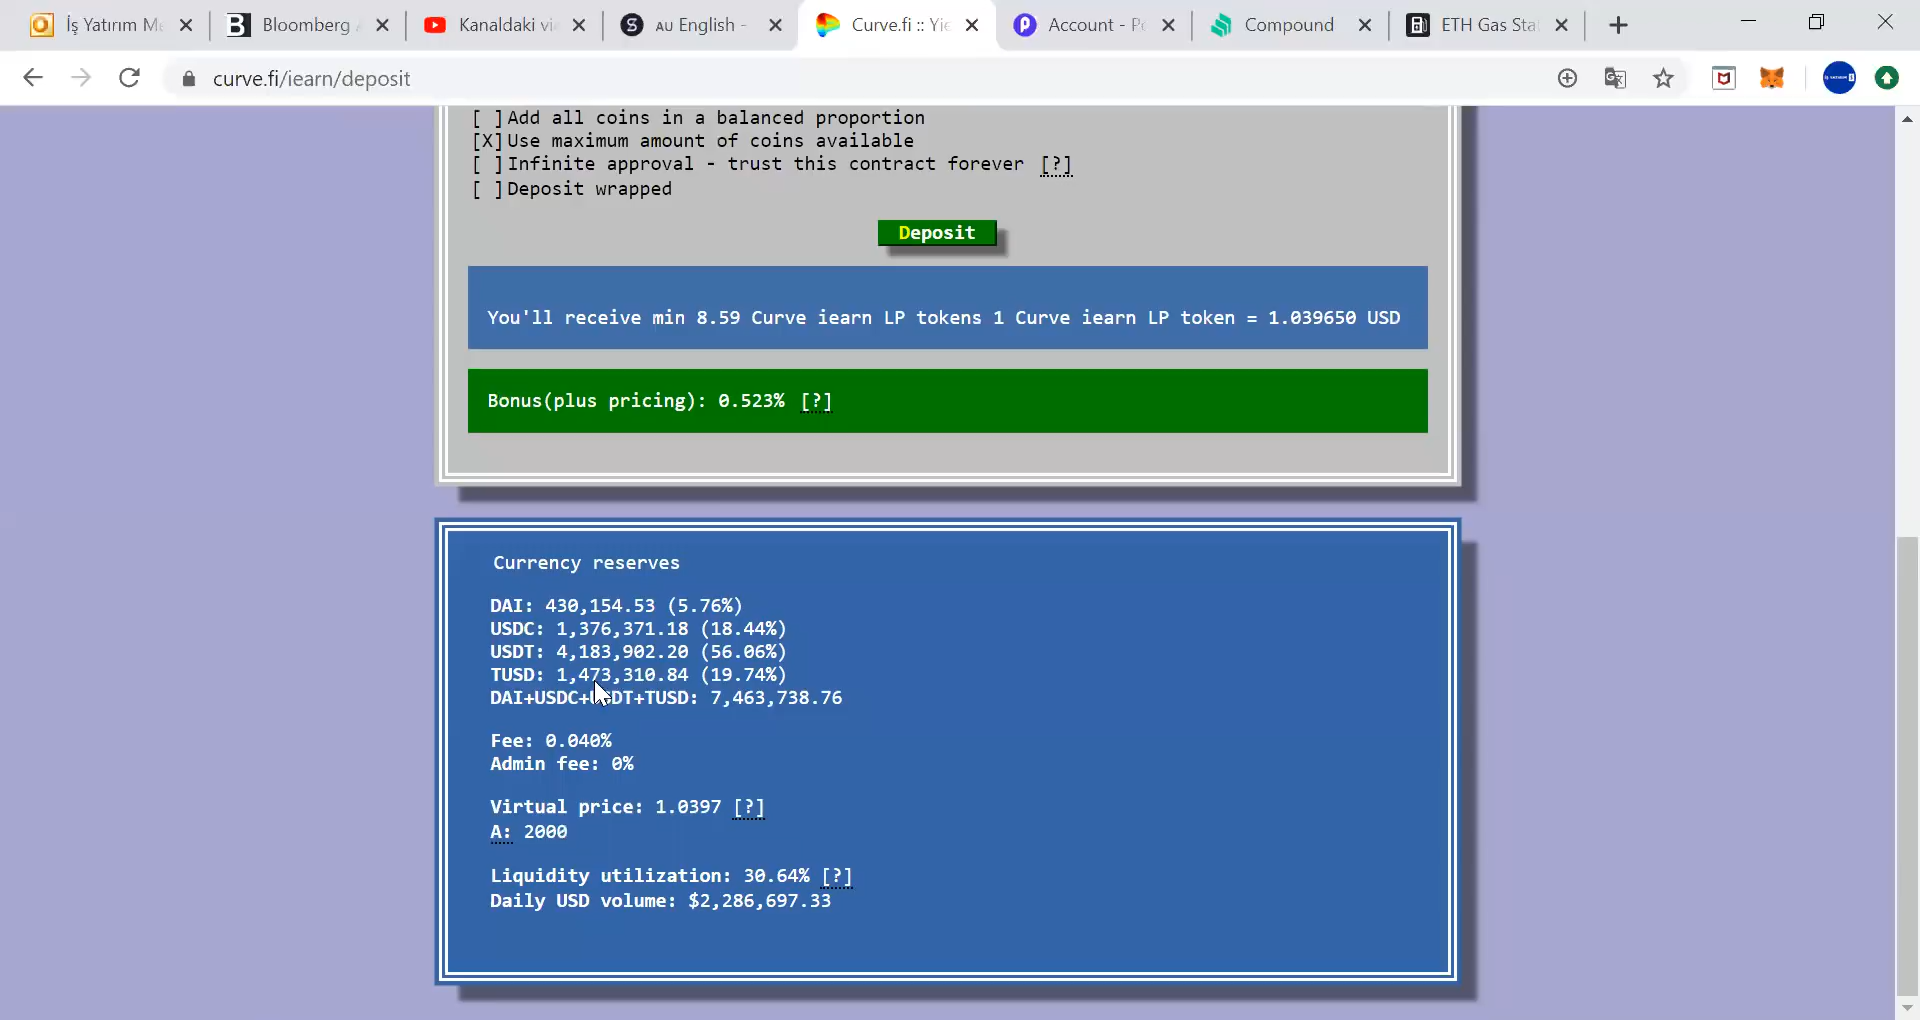 İş Yatırım Me
Bloomberg
Kanaldaki vi
AU English -
Curve.fi :: Yie
Account - P
Compound
ETH Gas Sta
curve.fi/iearn/deposit
[ ]Add all coins in a balanced proportion
[X]Use maximum amount of coins available
[ ]Infinite approval - trust this contract forever [?]
[ ]Deposit wrapped
Deposit
You'll receive min 8.59 Curve iearn LP tokens 1 Curve iearn LP token = 1.039650 USD
Bonus(plus pricing): 0.523% [?]
Currency reserves
DAI: 430,154.53 (5.76%)
USDC: 1,376,371.18 (18.44%)
USDT: 4,183,902.20 (56.06%)
TUSD: 1,473,310.84 (19.74%)
DAI+USDC+USDT+TUSD: 7,463,738.76
Fee: 0.040%
Admin fee: 0%
Virtual price: 1.0397 [?]
A: 2000
Liquidity utilization: 30.64% [?]
Daily USD volume: $2,286,697.33